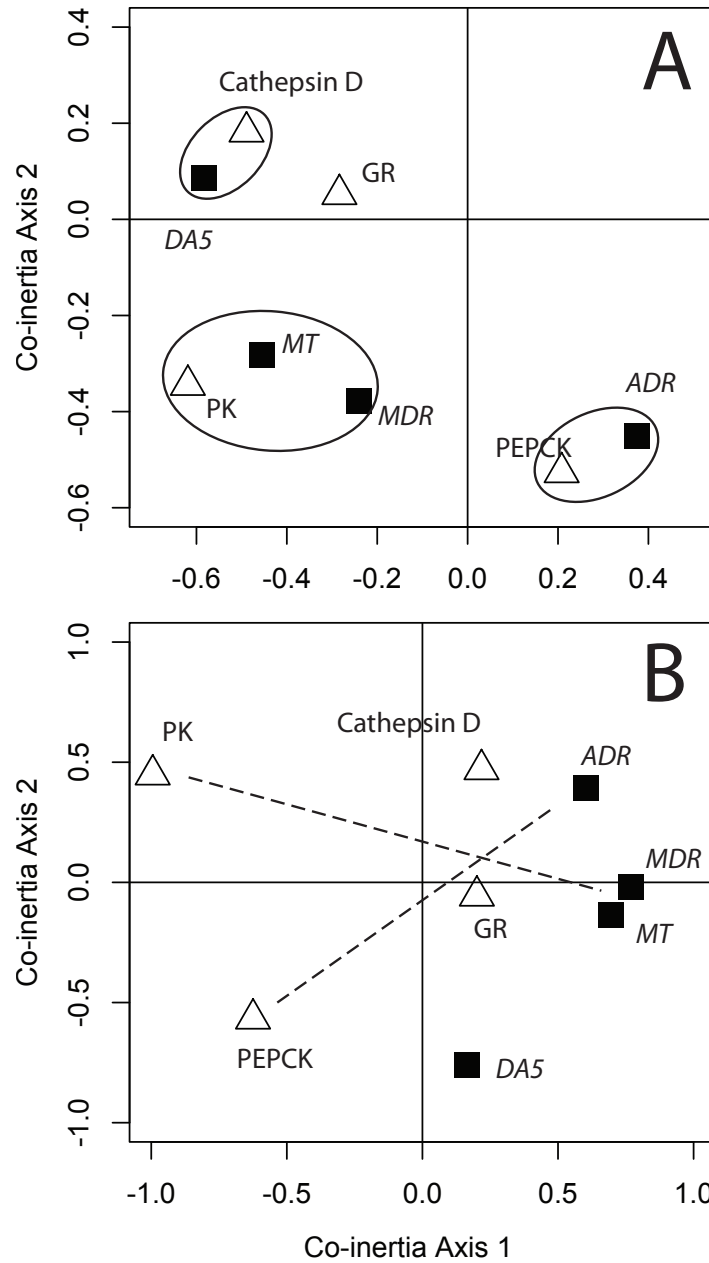 A
0.4
Cathepsin D
0.2
GR
0.0
DA5
Co-inertia Axis 2
-0.2
MT
ADR
PK
MDR
-0.4
PEPCK
-0.6
-0.6 -0.4 -0.2 0.0 0.2 0.4
B
1.0
PK
Cathepsin D
ADR
0.5
MDR
Co-inertia Axis 2
0.0
GR
MT
-0.5
PEPCK
DA5
-1.0
-1.0 -0.5 0.0 0.5 1.0
Co-inertia Axis 1